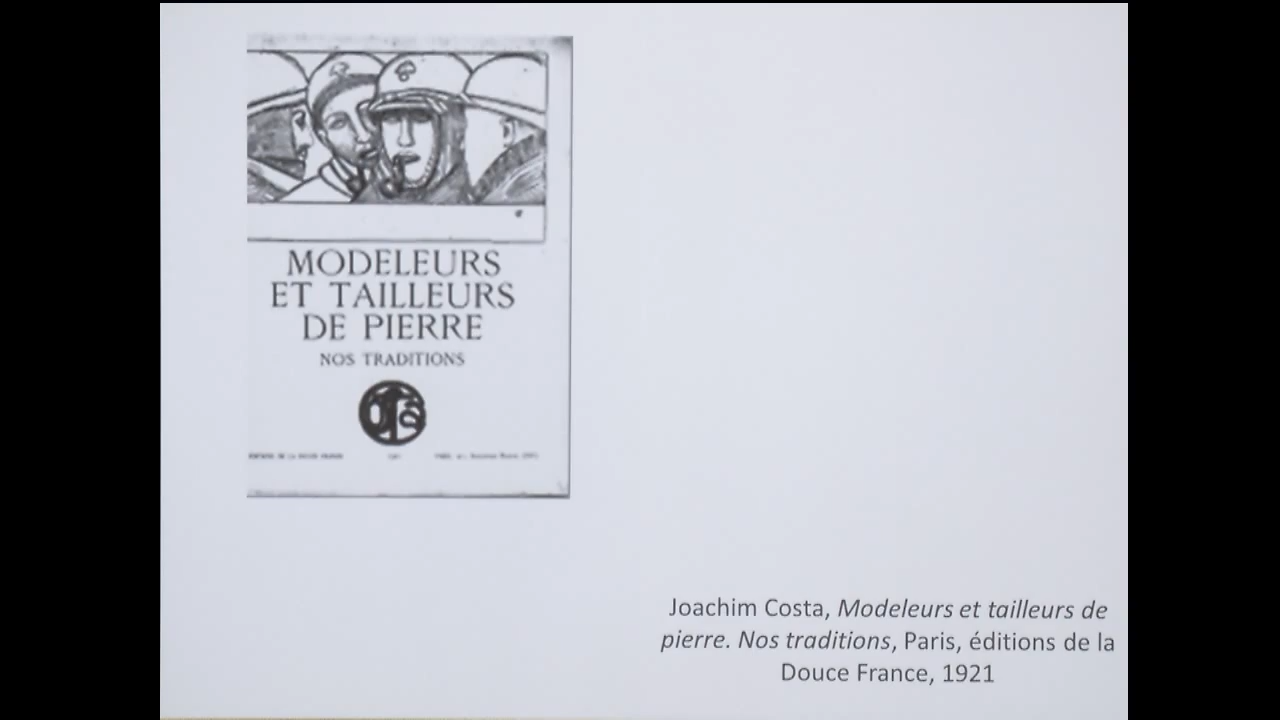 MODELEURS
ET TAILLEURS
DE PIERRE
NOS TRADITIONS
Joachim Costa, Modeleurs et tailleurs de
pierre. Nos traditions, Paris, éditions de la
Douce France, 1921